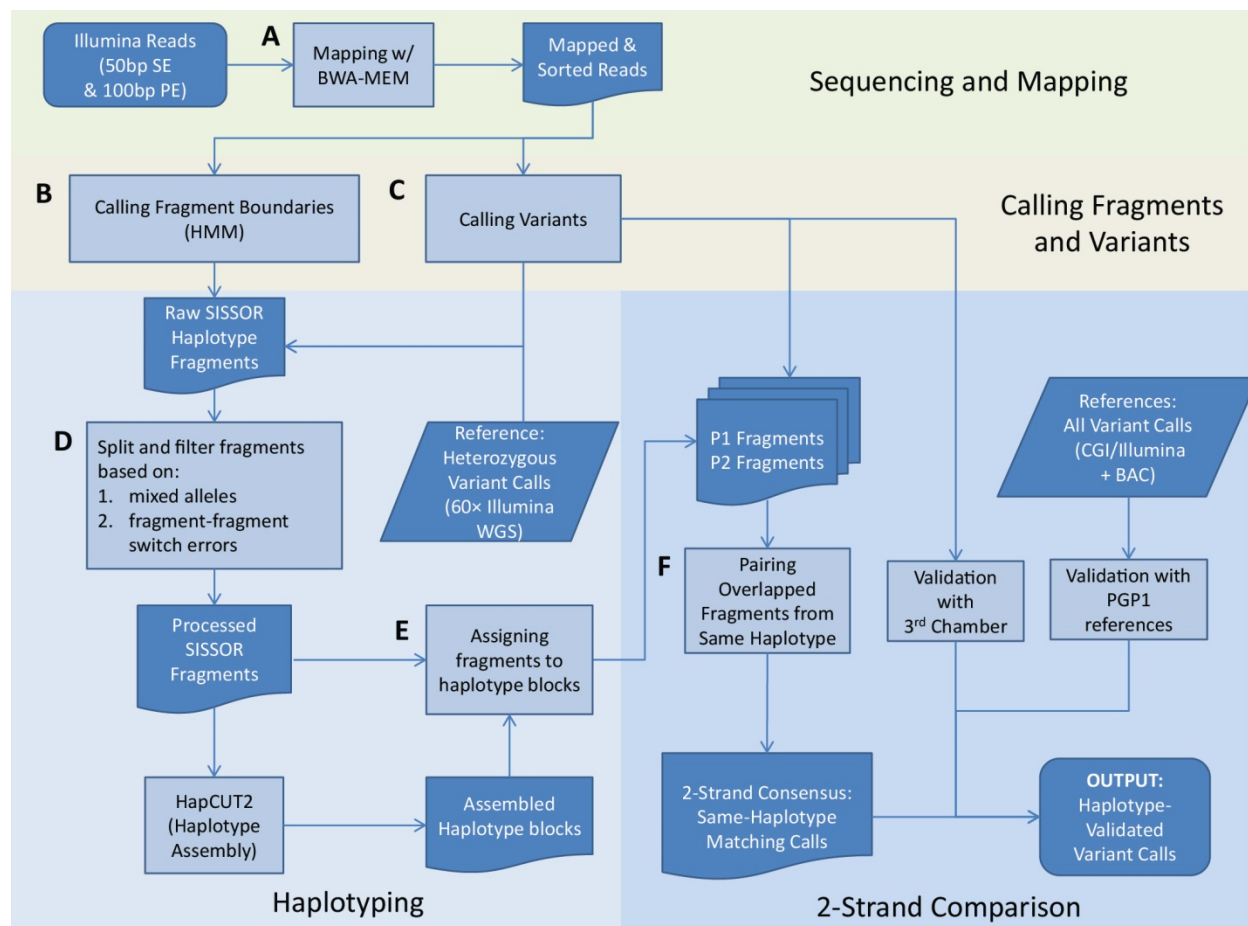 A
Illumina Reads
(50bp SE
& 100bp PE)
Mapping w/
BWA-MEM
Mapped &
Sorted Reads
Sequencing and Mapping
B
Calling Fragment Boundaries
(HMM)
C
Calling Variants
Calling Fragments
and Variants
Raw SISSOR
Haplotype
Fragments
D
Split and filter fragments
based on:
1. mixed alleles
2. fragment-fragment
switch errors
Reference:
Heterozygous
Variant Calls
(60× Illumina
WGS)
P1 Fragments
P2 Fragments
References:
All Variant Calls
(CGI/Illumina
+ BAC)
Processed
SISSOR
Fragments
E
Assigning
fragments to
haplotype blocks
F
Pairing
Overlapped
Fragments from
Same Haplotype
Validation
with
3rd Chamber
Validation with
PGP1
references
HapCUT2
(Haplotype
Assembly)
Assembled
Haplotype blocks
2-Strand Consensus:
Same-Haplotype
Matching Calls
OUTPUT:
Haplotype-
Validated
Variant Calls
Haplotyping
2-Strand Comparison